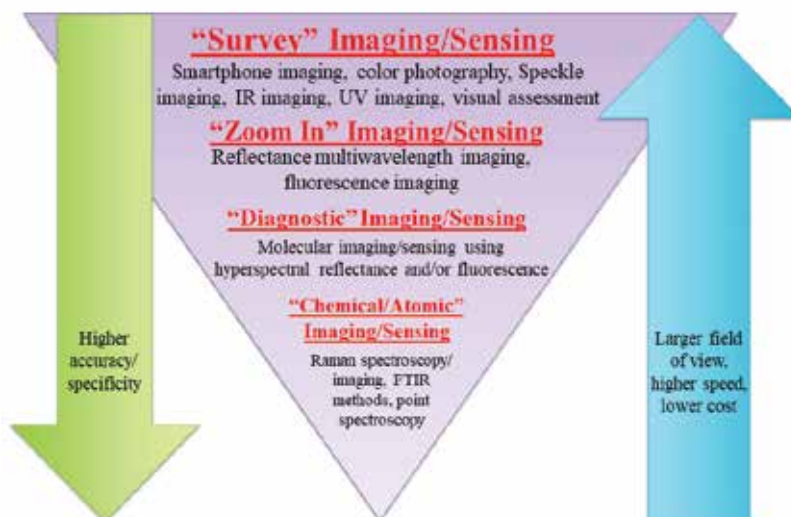 “Survey” Imaging/Sensing
Smartphone imaging, color photography, Speckle
imaging, IR imaging, UV imaging, visual assessment
“Zoom In” Imaging/Sensing
Reflectance multiwavelength imaging,
fluorescence imaging
“Diagnostic” Imaging/Sensing
Molecular imaging/sensing using
hyperspectral reflectance and/or fluorescence
“Chemical/Atomic”
Imaging/Sensing
Raman spectroscopy/
imaging, FTIR
methods, point
spectroscopy
Higher
accuracy/
specificity
Larger field
of view,
higher speed,
lower cost